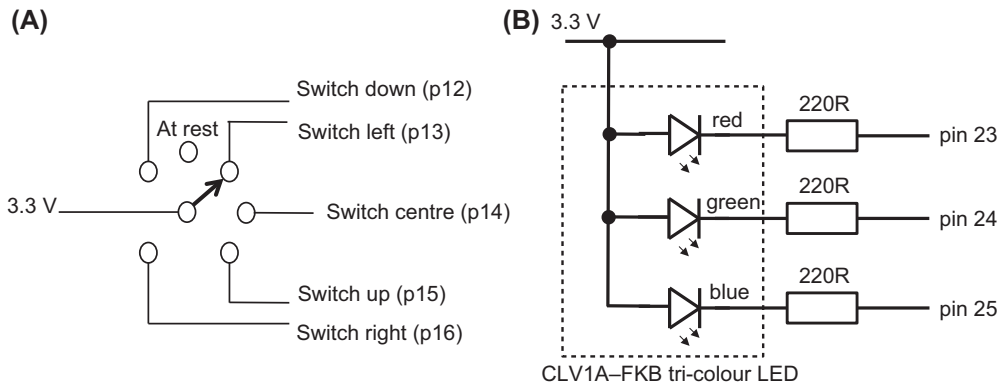 (A)
Switch down (p12)
At rest
Switch left (p13)
3.3 V
Switch centre (p14)
Switch up (p15)
Switch right (p16)
(B)
3.3 V
red
220R
pin 23
green
220R
pin 24
blue
220R
pin 25
CLV1A–FKB tri-colour LED